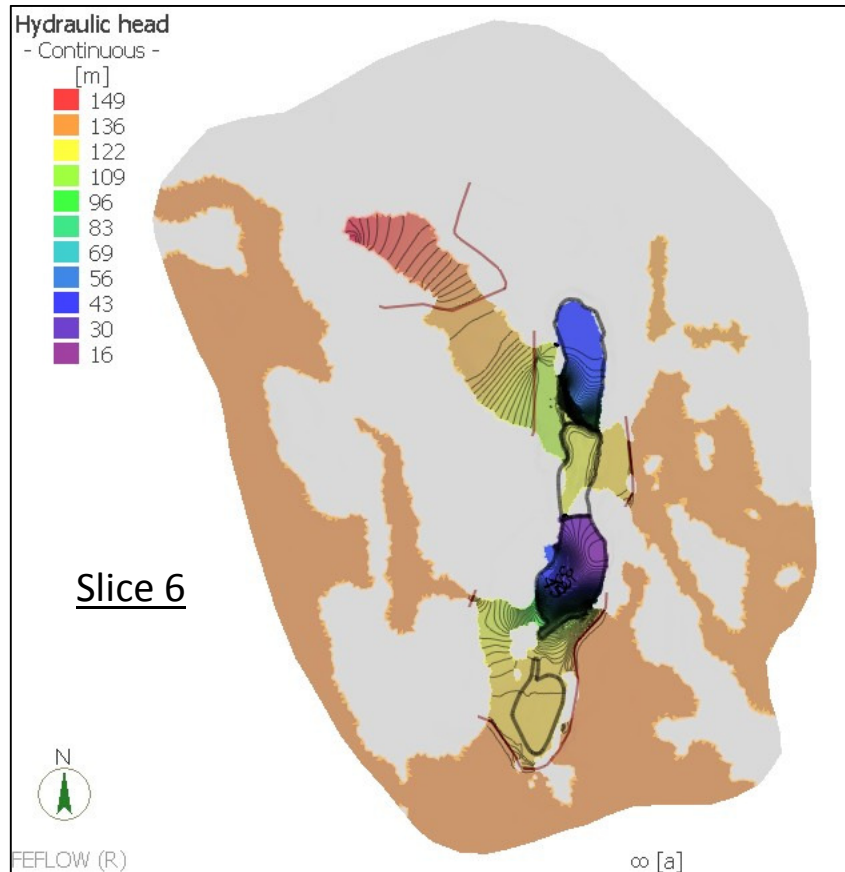 Hydraulic head
- Continuous -
[m]
149
136
122
109
96
83
69
56
43
30
16
Slice 6
N
FEFLOW (R)
∞ [a]